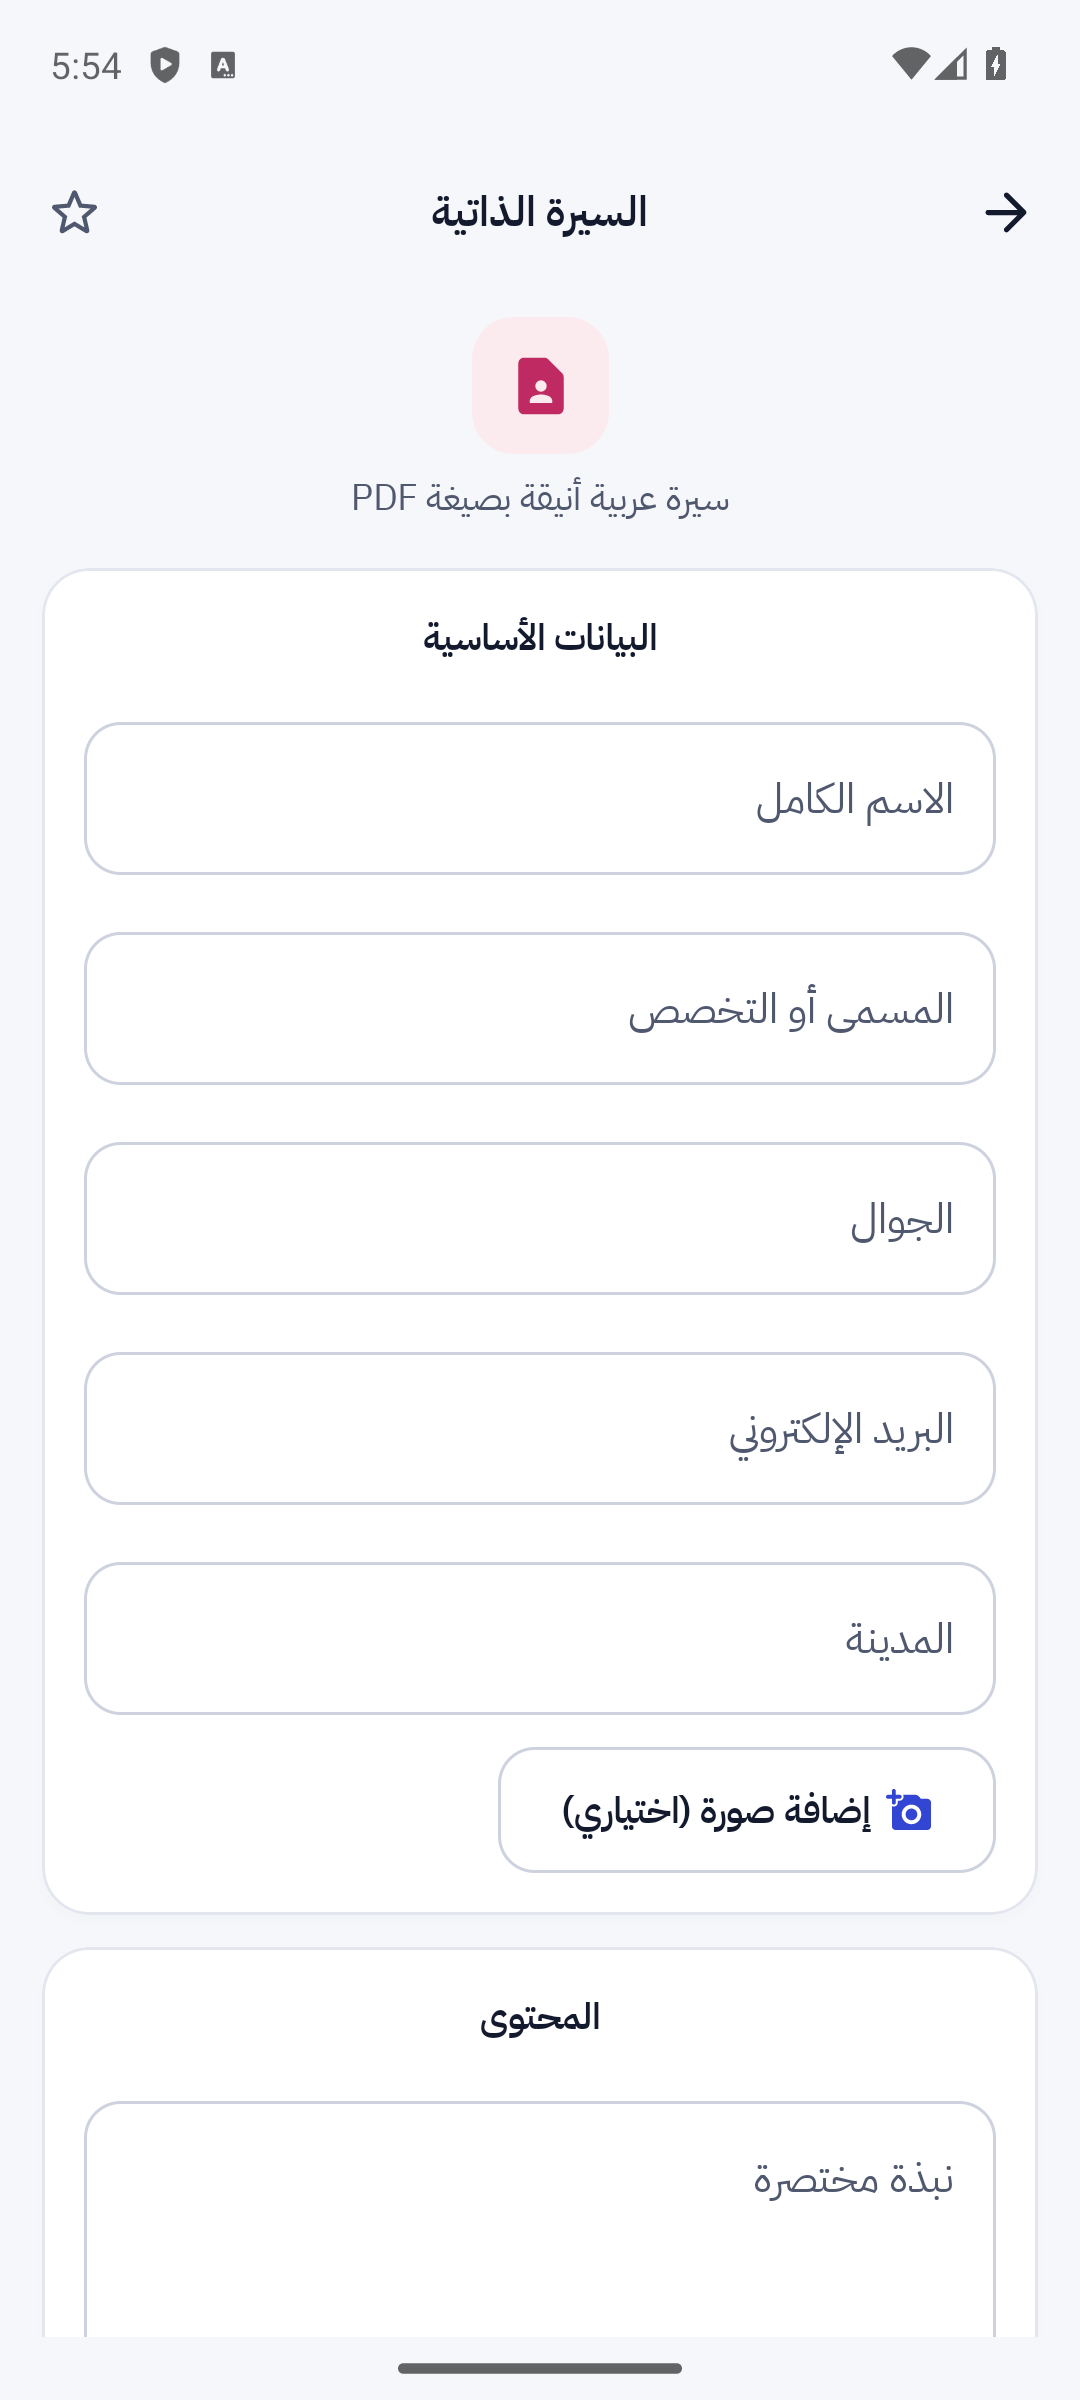 5:54
السيرة الذاتية
سيرة عربية أنيقة بصيغة PDF
البيانات الأساسية
الاسم الكامل
المسمى أو التخصص
الجوال
البريد الإلكتروني
المدينة
إضافة صورة (اختياري)
المحتوى
نبذة مختصرة